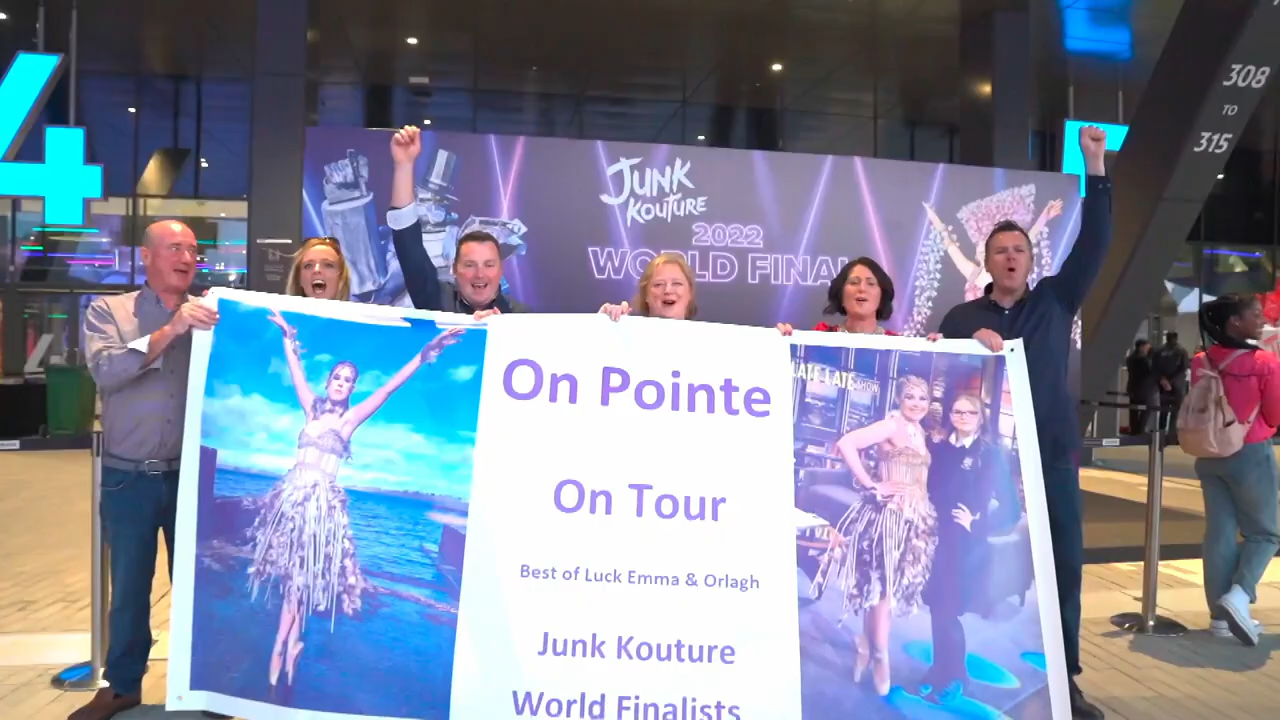 4
308
TO
315
JUNK
KOUTURE
2022
WORLD FINAL
On Pointe
LATE LATE SHOW
On Tour
Best of Luck Emma & Orlagh
Junk Kouture
World Finalists